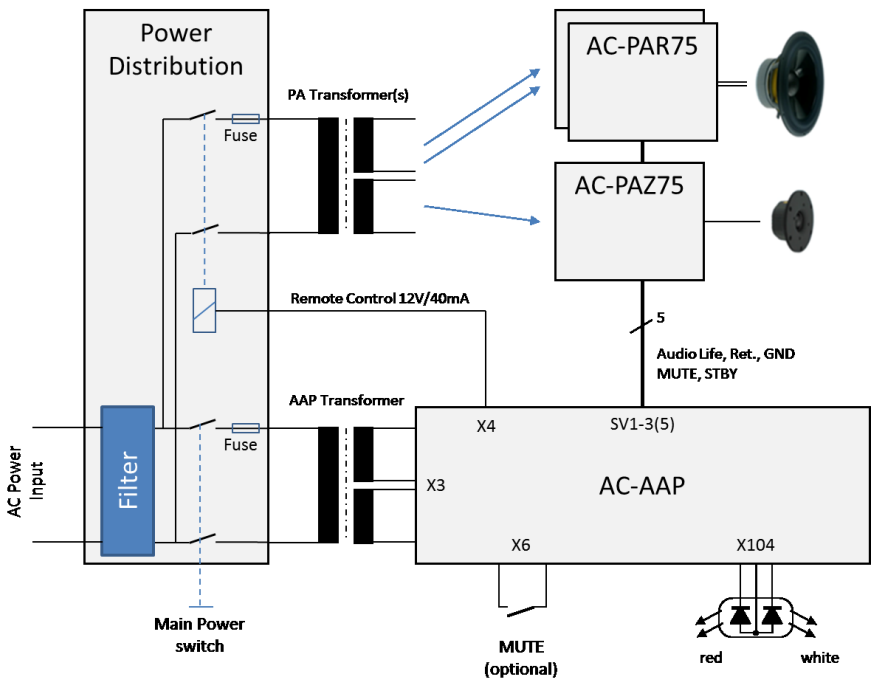 Power
Distribution
AC-PAR75
PA Transformer(s)
Fuse
AC-PAZ75
Remote Control 12V/40mA
5
Audio Life, Ret., GND
MUTE, STBY
AAP Transformer
Fuse
X4
SV1-3(5)
AC Power
Input
Filter
X3
AC-AAP
X6
X104
Main Power
switch
MUTE
(optional)
red
white